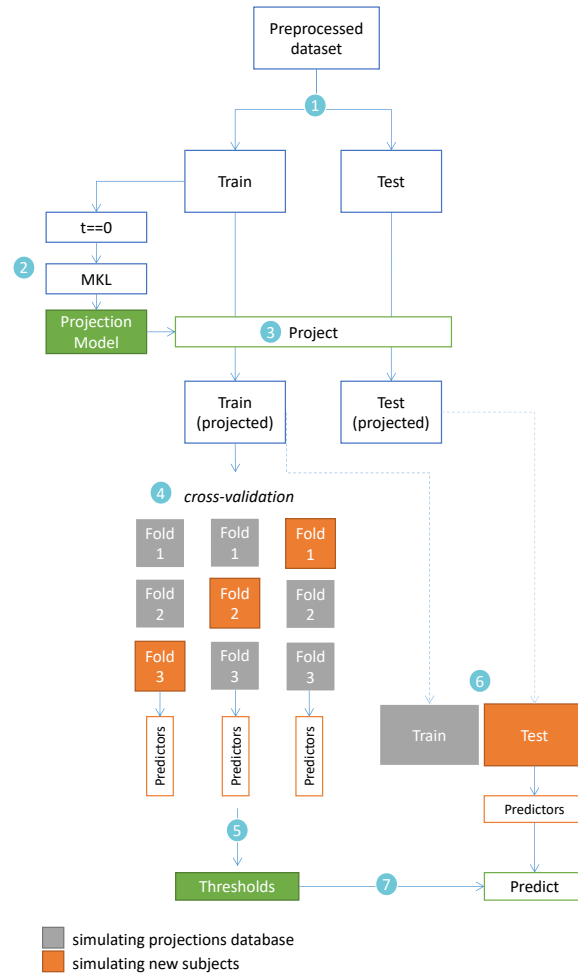 Preprocessed
dataset
1
Train
Test
t==0
2
MKL
Projection
Model
3 Project
Train
(projected)
Test
(projected)
4 cross-validation
Fold
1
Fold
1
Fold
1
Fold
2
Fold
2
Fold
2
Fold
3
Fold
3
Fold
3
6
Train
Test
Predictors
Predictors
Predictors
Predictors
5
Thresholds
7
Predict
simulating projections database
simulating new subjects